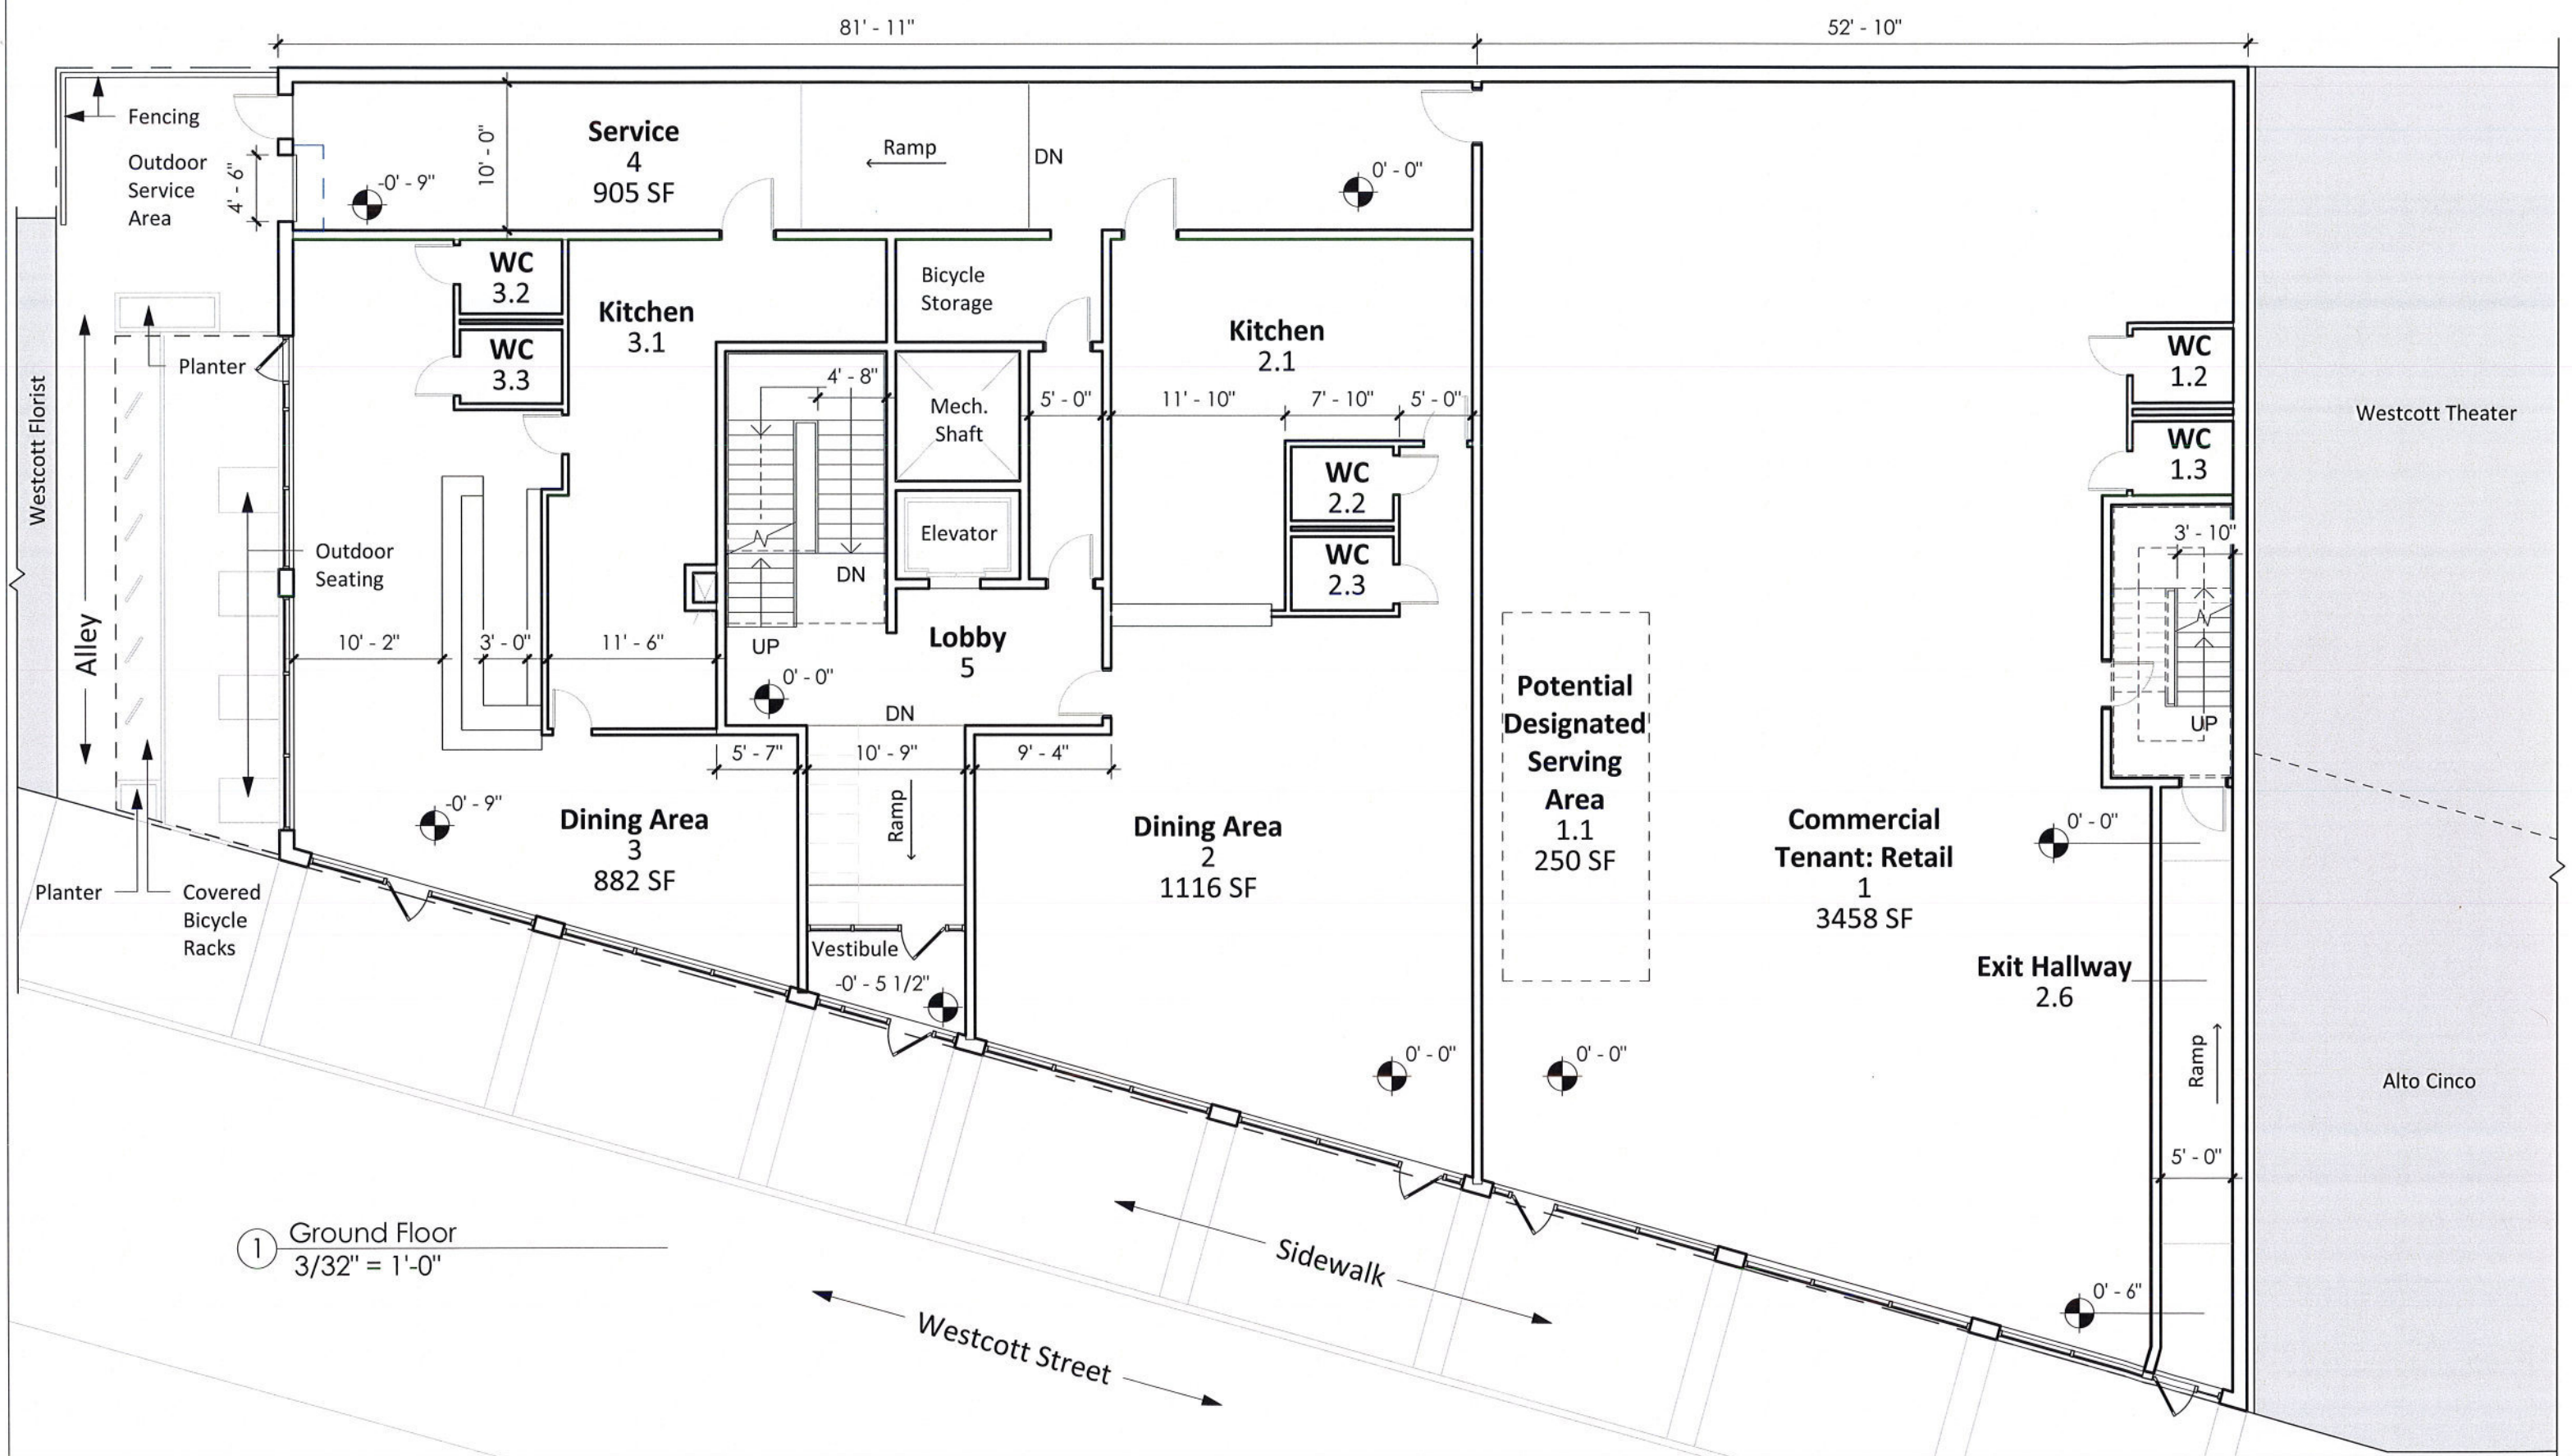 81' - 11"
52' - 10"
Fencing
Outdoor
Service
Area
4' - 6"
-0' - 9"
10' - 0"
Service
4
905 SF
Ramp
DN
0' - 0"
WC
3.2
WC
3.3
Kitchen
3.1
Bicycle
Storage
Kitchen
2.1
WC
1.2
WC
1.3
Westcott Theater
Westcott Florist
Planter
Alley
Outdoor
Seating
4' - 8"
Mech.
Shaft
5' - 0"
11' - 10"
7' - 10"
5' - 0"
WC
2.2
WC
2.3
Elevator
DN
UP
3' - 10"
UP
10' - 2"
3' - 0"
11' - 6"
Lobby
5
0' - 0"
DN
5' - 7"
10' - 9"
9' - 4"
Ramp
Potential
Designated
Serving
Area
1.1
250 SF
-0' - 9"
Dining Area
3
882 SF
Dining Area
2
1116 SF
Commercial
Tenant: Retail
1
3458 SF
0' - 0"
Planter
Covered
Bicycle
Racks
Vestibule
-0' - 5 1/2"
Exit Hallway
2.6
0' - 0"
0' - 0"
Ramp
Alto Cinco
5' - 0"
0' - 6"
1
Ground Floor
3/32" = 1'-0"
Sidewalk
Westcott Street